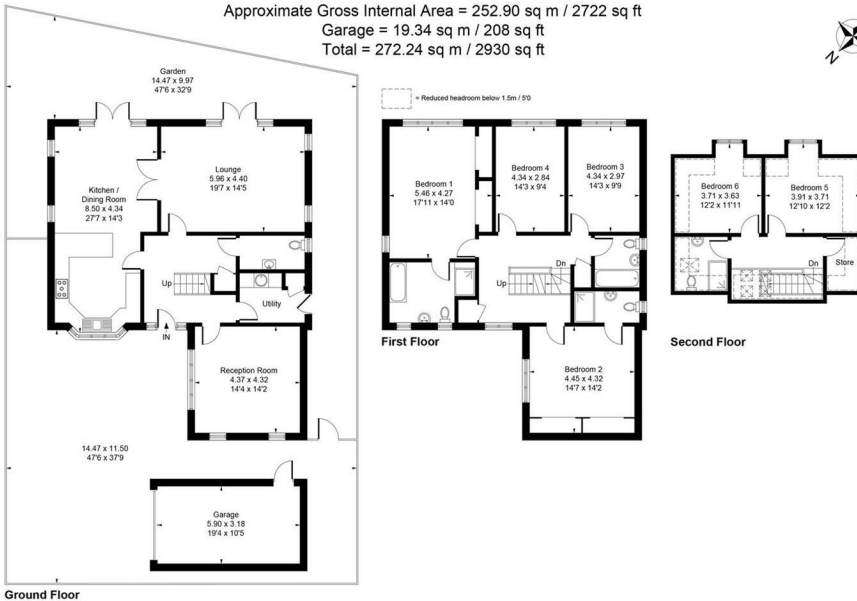 Approximate Gross Internal Area = 252.90 sq m / 2722 sq ft
Garage = 19.34 sq m / 208 sq ft
Total = 272.24 sq m / 2930 sq ft
N
= Reduced headroom below 1.5m / 5'0
Garden
14.47 x 9.97
47'6 x 32'9
Kitchen /
Dining Room
8.50 x 4.34
27'7 x 14'3
Lounge
5.96 x 4.40
19'7 x 14'5
Up
Utility
IN
Reception Room
4.37 x 4.32
14'4 x 14'2
14.47 x 11.50
47'6 x 37'9
Garage
5.90 x 3.18
19'4 x 10'5
Ground Floor
Bedroom 1
5.46 x 4.27
17'11 x 14'0
Bedroom 4
4.34 x 2.84
14'3 x 9'4
Bedroom 3
4.34 x 2.97
14'3 x 9'9
Dn
Up
First Floor
Bedroom 2
4.45 x 4.32
14'7 x 14'2
Bedroom 6
3.71 x 3.63
12'2 x 11'11
Bedroom 5
3.91 x 3.71
12'10 x 12'2
Dn
Store
Second Floor